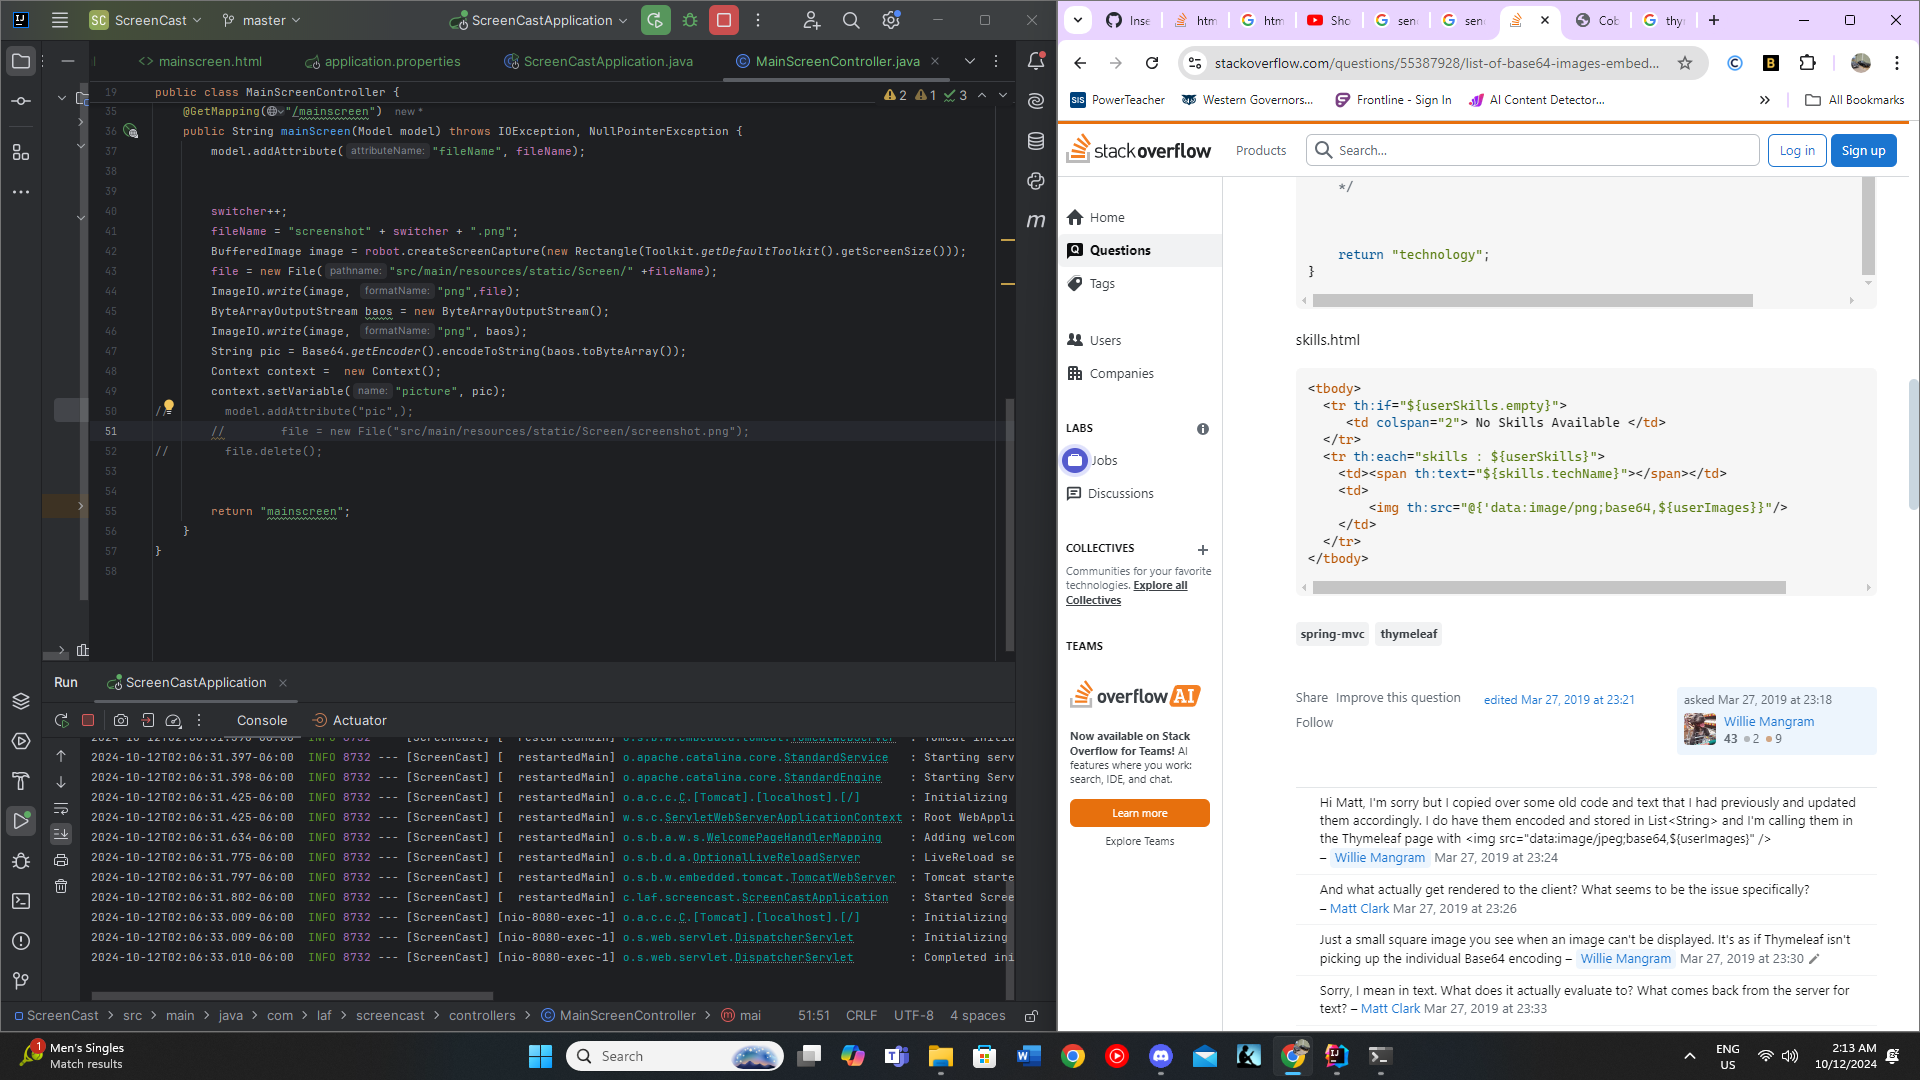 SC ScreenCast
master
ScreenCastApplication
mainscreen.html
application.properties
ScreenCastApplication.java
MainScreenController.java
19 public class MainScreenController {
2 1 3
35 @GetMapping("/mainscreen") new *
36 public String mainScreen(Model model) throws IOException, NullPointerException {
37 model.addAttribute( attributeName: "fileName", fileName);
38
39
40 switcher++;
41 fileName = "screenshot" + switcher + ".png";
42 BufferedImage image = robot.createScreenCapture(new Rectangle(Toolkit.getDefaultToolkit().getScreenSize()));
43 file = new File( pathname: "src/main/resources/static/Screen/" +fileName);
44 ImageIO.write(image, formatName: "png",file);
45 ByteArrayOutputStream baos = new ByteArrayOutputStream();
46 ImageIO.write(image, formatName: "png", baos);
47 String pic = Base64.getEncoder().encodeToString(baos.toByteArray());
48 Context context =  new Context();
49 context.setVariable( name: "picture", pic);
50 // model.addAttribute("pic",);
51 // file = new File("src/main/resources/static/Screen/screenshot.png");
52 // file.delete();
53
54
55 return "mainscreen";
56 }
57 }
58
Run
ScreenCastApplication
Console
Actuator
2024-10-12T02:06:31.397-06:00 INFO 8732 --- [ScreenCast] [ restartedMain] o.apache.catalina.core.StandardService : Starting serv
2024-10-12T02:06:31.398-06:00 INFO 8732 --- [ScreenCast] [ restartedMain] o.apache.catalina.core.StandardEngine : Starting Serv
2024-10-12T02:06:31.425-06:00 INFO 8732 --- [ScreenCast] [ restartedMain] o.a.c.c.C.[Tomcat].[localhost].[/] : Initializing
2024-10-12T02:06:31.425-06:00 INFO 8732 --- [ScreenCast] [ restartedMain] w.s.c.ServletWebServerApplicationContext : Root WebAppli
2024-10-12T02:06:31.634-06:00 INFO 8732 --- [ScreenCast] [ restartedMain] o.s.b.a.w.s.WelcomePageHandlerMapping : Adding welcom
2024-10-12T02:06:31.775-06:00 INFO 8732 --- [ScreenCast] [ restartedMain] o.s.b.d.a.OptionalLiveReloadServer : LiveReload se
2024-10-12T02:06:31.797-06:00 INFO 8732 --- [ScreenCast] [ restartedMain] o.s.b.w.embedded.tomcat.TomcatWebServer : Tomcat starte
2024-10-12T02:06:31.802-06:00 INFO 8732 --- [ScreenCast] [ restartedMain] c.laf.screencast.ScreenCastApplication : Started Scree
2024-10-12T02:06:33.009-06:00 INFO 8732 --- [ScreenCast] [nio-8080-exec-1] o.a.c.c.C.[Tomcat].[localhost].[/] : Initializing
2024-10-12T02:06:33.009-06:00 INFO 8732 --- [ScreenCast] [nio-8080-exec-1] o.s.web.servlet.DispatcherServlet : Initializing
2024-10-12T02:06:33.010-06:00 INFO 8732 --- [ScreenCast] [nio-8080-exec-1] o.s.web.servlet.DispatcherServlet : Completed ini
ScreenCast > src > main > java > com > laf > screencast > controllers > MainScreenController > mai
51:51 CRLF UTF-8 4 spaces
Inse
htm
htm
Sho
sen
sen
Cob
thy
stackoverflow.com/questions/55387928/list-of-base64-images-embed...
PowerTeacher
Western Governors...
Frontline - Sign In
AI Content Detector...
All Bookmarks
stackoverflow
Products
Search...
Log in
Sign up
Home
Questions
Tags
Users
Companies
LABS
Jobs
Discussions
COLLECTIVES
Communities for your favorite
technologies. Explore all
Collectives
TEAMS
overflow AI
Now available on Stack
Overflow for Teams! AI
features where you work:
search, IDE, and chat.
Learn more
Explore Teams
*/
return "technology";
}
skills.html
<tbody>
<tr th:if="${userSkills.empty}">
<td colspan="2"> No Skills Available </td>
</tr>
<tr th:each="skills : ${userSkills}">
<td><span th:text="${skills.techName}"></span></td>
<td>
<img th:src="@{'data:image/png;base64,${userImages}}"/>
</td>
</tr>
</tbody>
spring-mvc
thymeleaf
Share Improve this question
Follow
edited Mar 27, 2019 at 23:21
asked Mar 27, 2019 at 23:18
Willie Mangram
43 2 9
Hi Matt, I'm sorry but I copied over some old code and text that I had previously and updated
them accordingly. I do have them encoded and stored in List<String> and I'm calling them in
the Thymeleaf page with <img src="data:image/jpeg;base64,${userImages}" />
– Willie Mangram Mar 27, 2019 at 23:24
And what actually get rendered to the client? What seems to be the issue specifically?
– Matt Clark Mar 27, 2019 at 23:26
Just a small square image you see when an image can't be displayed. It's as if Thymeleaf isn't
picking up the individual Base64 encoding – Willie Mangram Mar 27, 2019 at 23:30
Sorry, I mean in text. What does it actually evaluate to? What comes back from the server for
text? – Matt Clark Mar 27, 2019 at 23:33
1
Men's Singles
Match results
Search
ENG
US
2:13 AM
10/12/2024